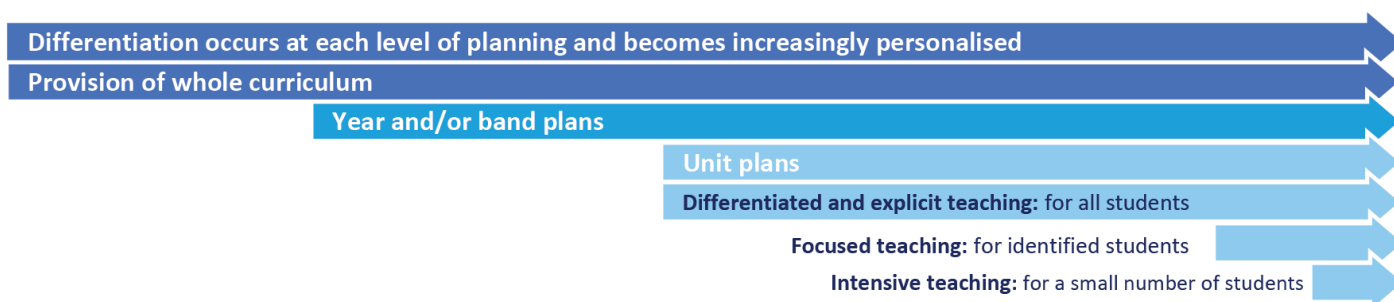 Differentiation occurs at each level of planning and becomes increasingly personalised
Provision of whole curriculum
Year and/or band plans
Unit plans
Differentiated and explicit teaching: for all students
Focused teaching: for identified students
Intensive teaching: for a small number of students